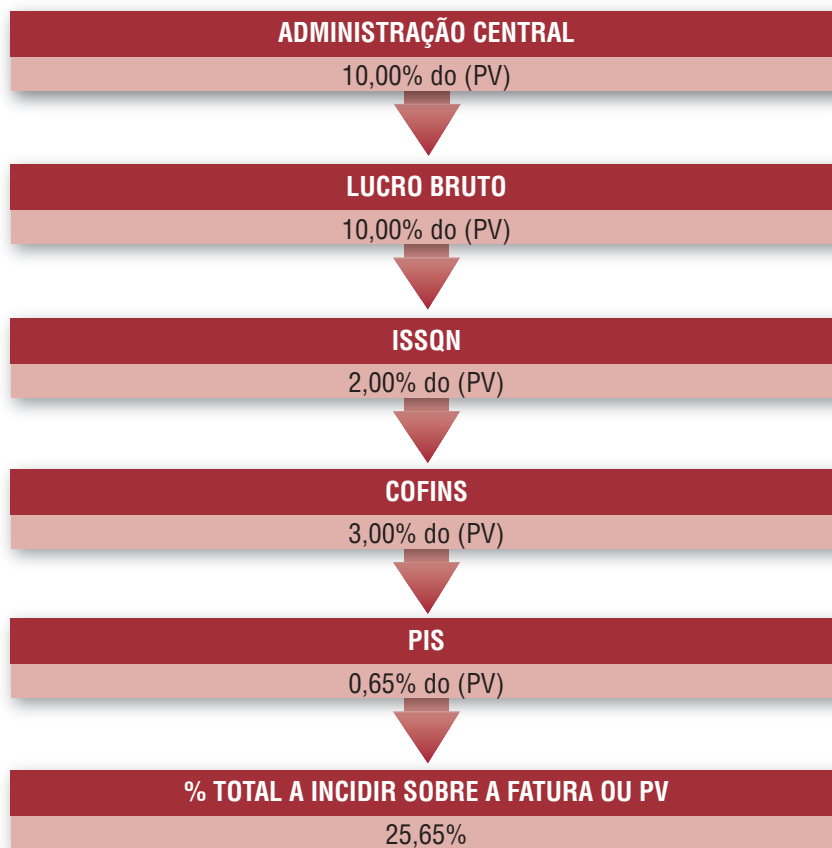 ADMINISTRAÇÃO CENTRAL
10,00% do (PV)
LUCRO BRUTO
10,00% do (PV)
ISSQN
2,00% do (PV)
COFINS
3,00% do (PV)
PIS
0,65% do (PV)
% TOTAL A INCIDIR SOBRE A FATURA OU PV
25,65%